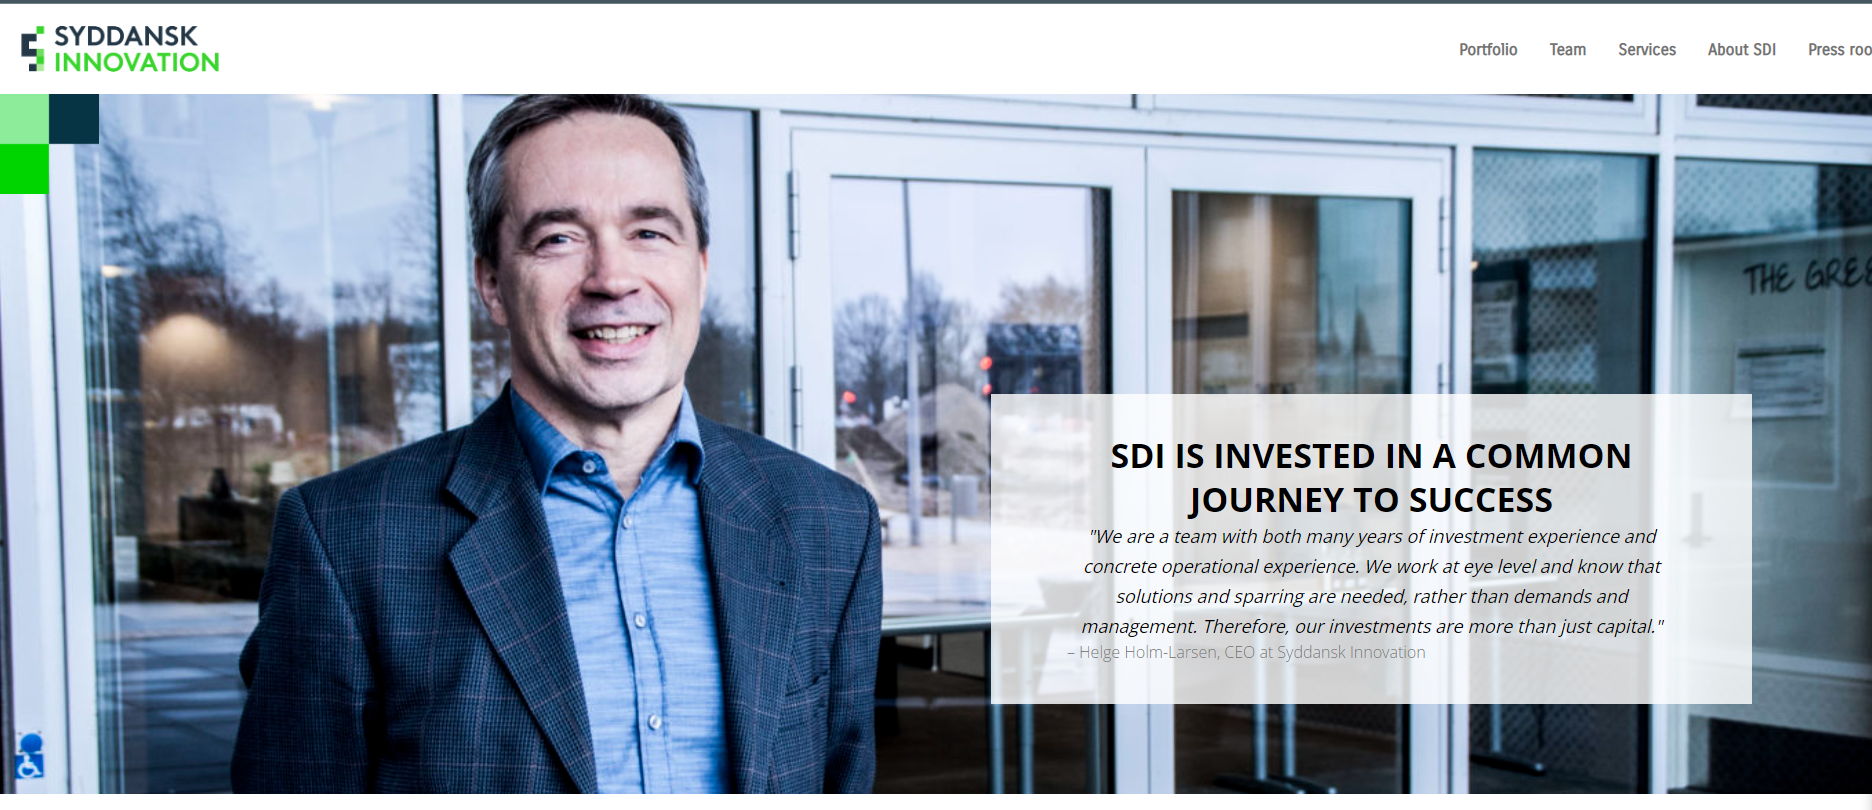 SYDDANSK
INNOVATION
Portfolio Team Services About SDI Press roo
THE GREE
SDI IS INVESTED IN A COMMON
JOURNEY TO SUCCESS
"We are a team with both many years of investment experience and
concrete operational experience. We work at eye level and know that
solutions and sparring are needed, rather than demands and
management. Therefore, our investments are more than just capital."
– Helge Holm-Larsen, CEO at Syddansk Innovation